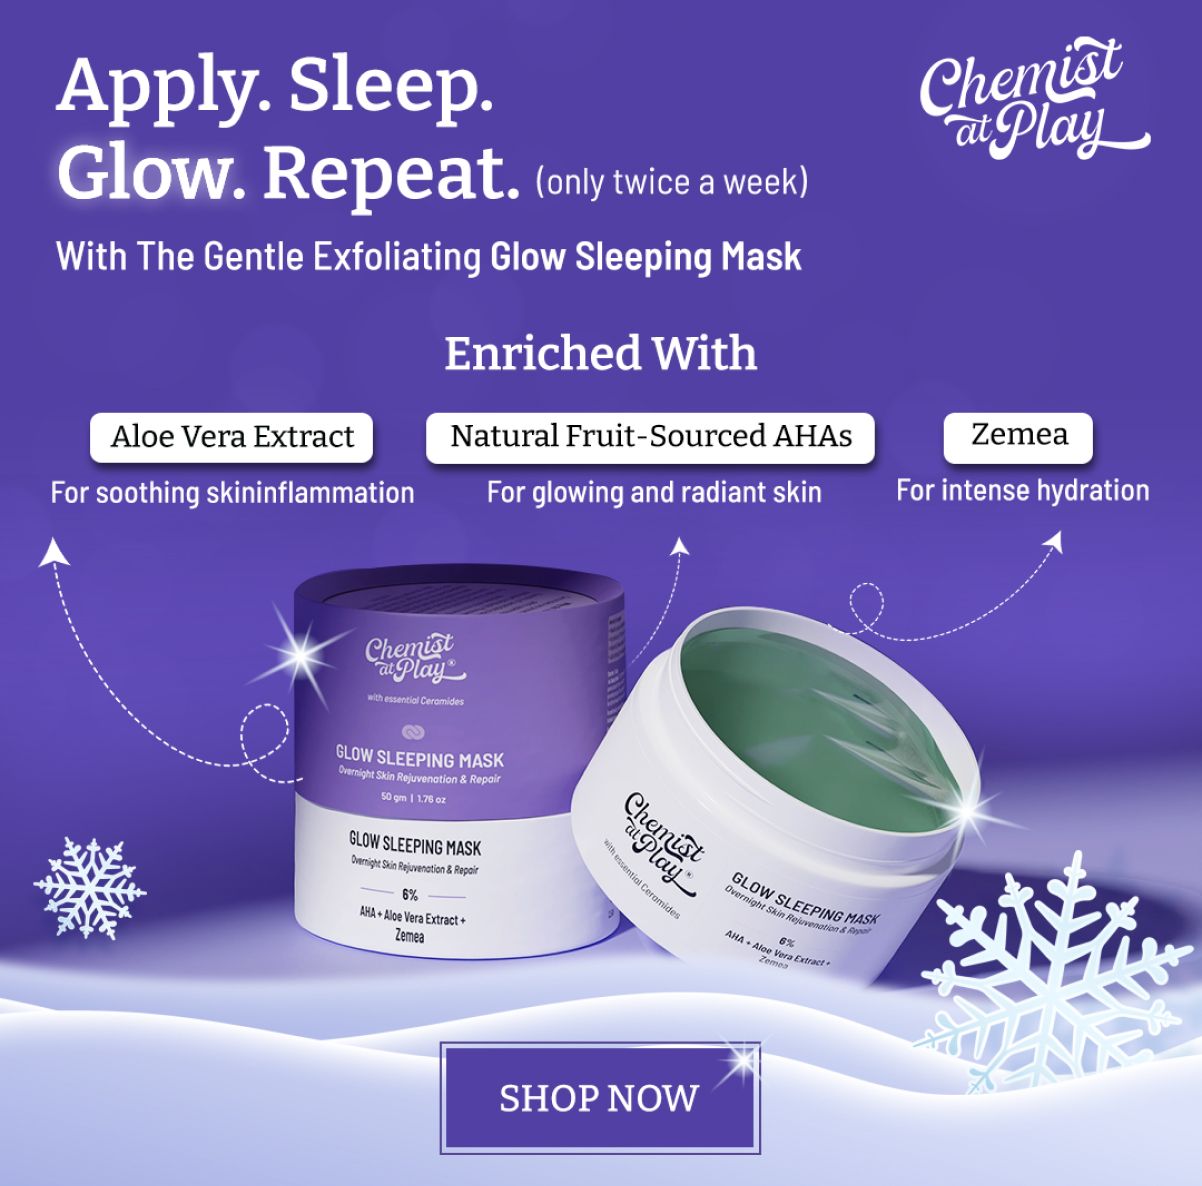 Apply. Sleep.
Glow. Repeat. (only twice a week)
With The Gentle Exfoliating Glow Sleeping Mask
Chemist
at Play
Enriched With
Aloe Vera Extract
For soothing skininflammation
Natural Fruit-Sourced AHAs
For glowing and radiant skin
Zemea
For intense hydration
Chemist
at Play®
with essential Ceramides
GLOW SLEEPING MASK
Overnight Skin Rejuvenation & Repair
50 gm | 1.76 oz
GLOW SLEEPING MASK
Overnight Skin Rejuvenation & Repair
6%
AHA + Aloe Vera Extract +
Zemea
Chemist
at Play®
with essential Ceramides
GLOW SLEEPING MASK
Overnight Skin Rejuvenation & Repair
6%
AHA + Aloe Vera Extract +
Zemea
SHOP NOW